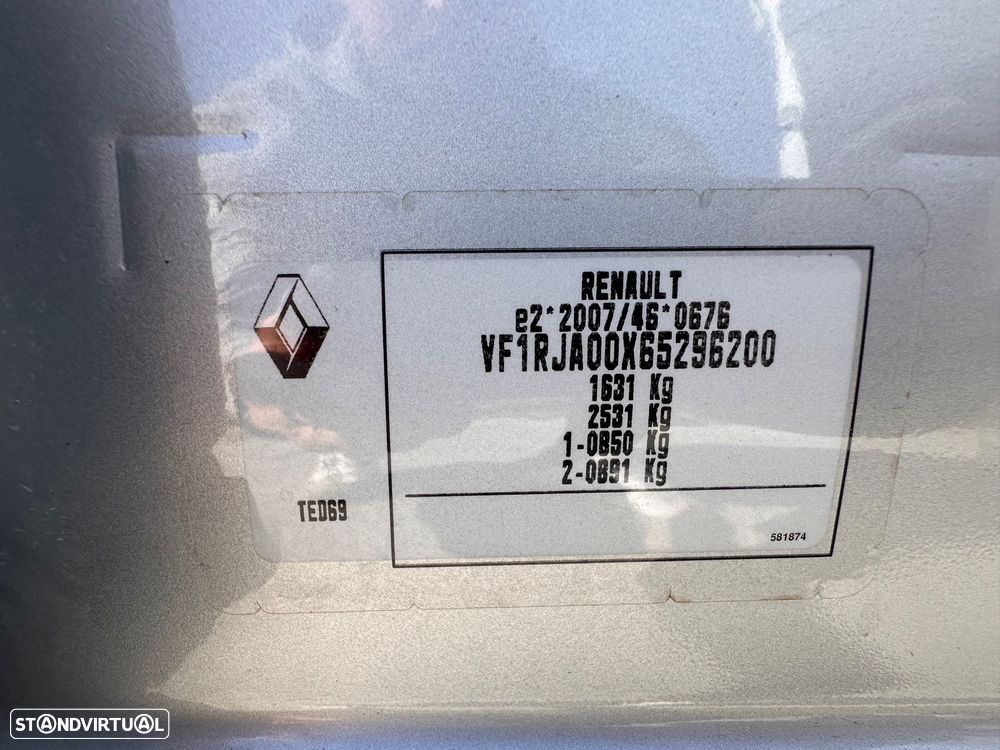 RENAULT
e2*2007/46*0676
VF1RJA00X65296200
1631 Kg
2531 Kg
1-0850 Kg
2-0891 Kg
TED69
581874
STANDVIRTUAL